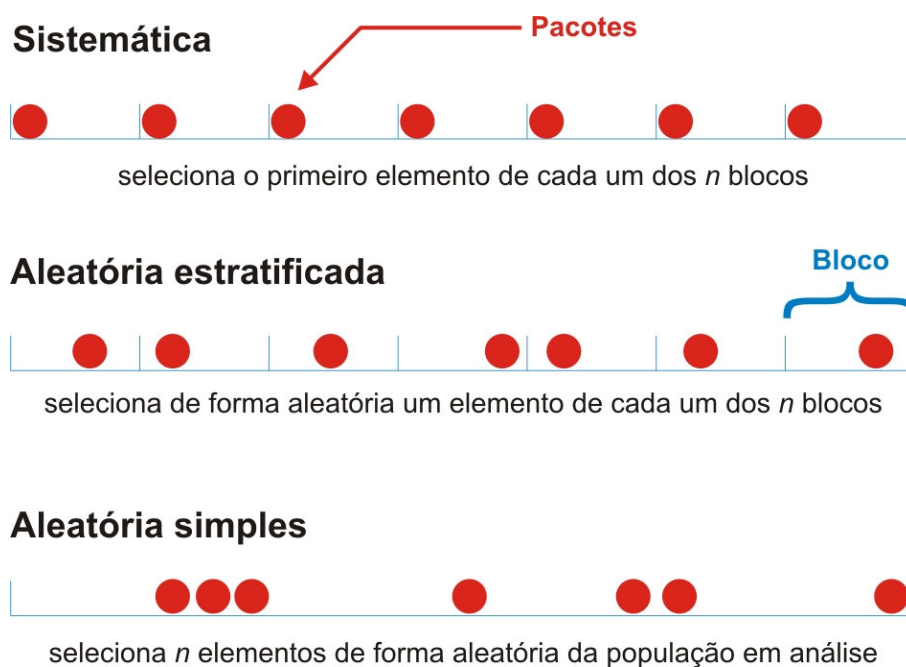 Sistemática
Pacotes
seleciona o primeiro elemento de cada um dos n blocos
Aleatória estratificada
Bloco
seleciona de forma aleatória um elemento de cada um dos n blocos
Aleatória simples
seleciona n elementos de forma aleatória da população em análise